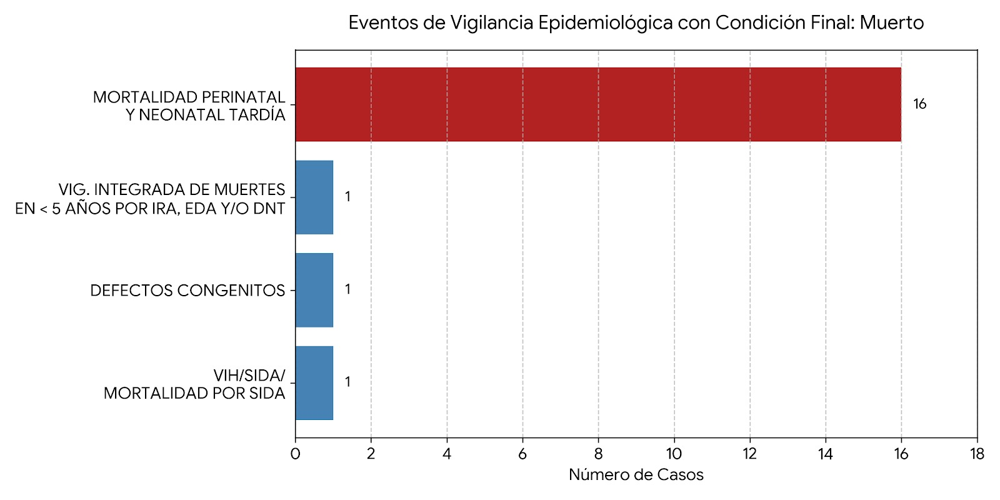 Eventos de Vigilancia Epidemiológica con Condición Final: Muerto
MORTALIDAD PERINATAL
Y NEONATAL TARDÍA
16
VIG. INTEGRADA DE MUERTES
EN < 5 AÑOS POR IRA, EDA Y/O DNT
1
DEFECTOS CONGENITOS
1
VIH/SIDA/
MORTALIDAD POR SIDA
1
0 2 4 6 8 10 12 14 16 18
Número de Casos